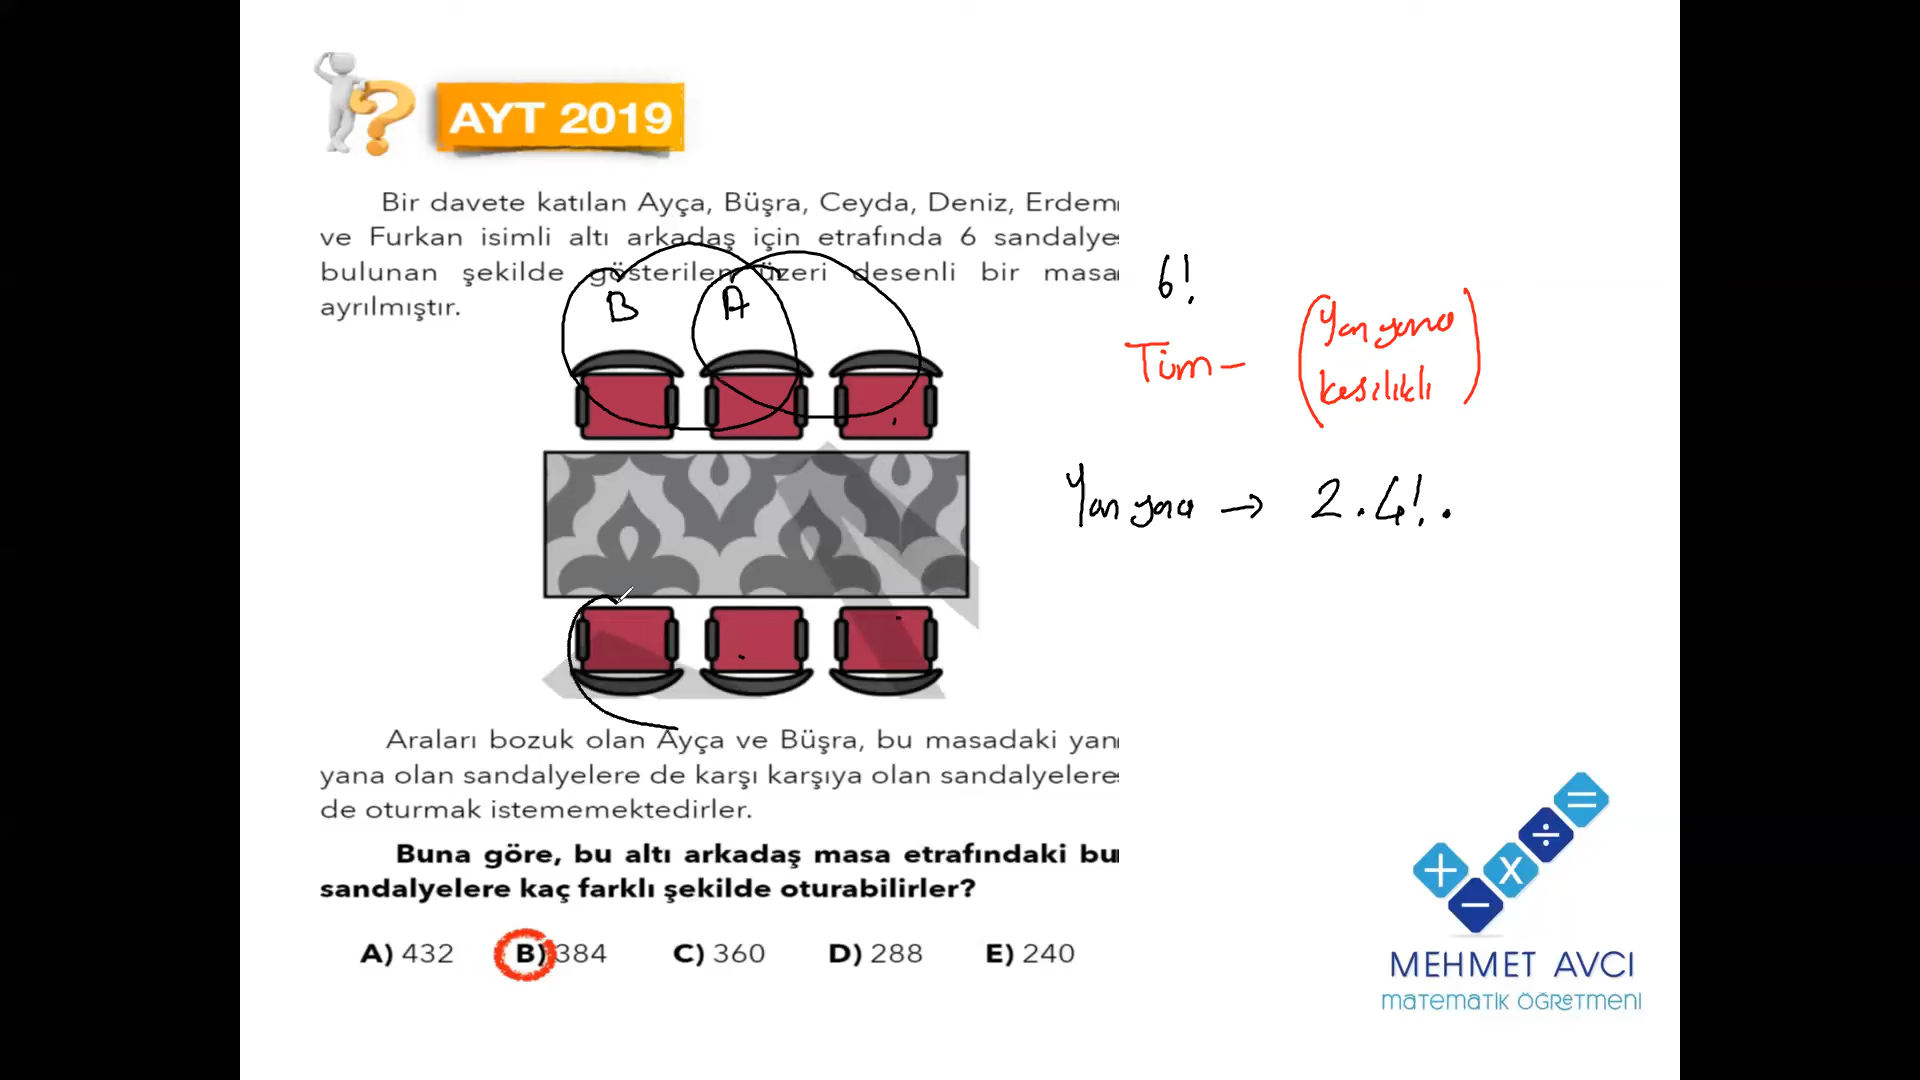 AYT 2019
Bir davete katılan Ayça, Büşra, Ceyda, Deniz, Erdem
ve Furkan isimli altı arkadaş için etrafında 6 sandalye
bulunan şekilde gösterilen üzeri desenli bir masa
ayrılmıştır.
B A
6!
Tüm - (Yan yana
kesılıklı)
Yan yana → 2.4!.
Araları bozuk olan Ayça ve Büşra, bu masadaki yan
yana olan sandalyelere de karşı karşıya olan sandalyelere
de oturmak istememektedirler.
Buna göre, bu altı arkadaş masa etrafındaki bu
sandalyelere kaç farklı şekilde oturabilirler?
A) 432 B) 384 C) 360 D) 288 E) 240
+ − x ÷ =
MEHMET AVCI
MATEMATİK ÖĞRETMENİ